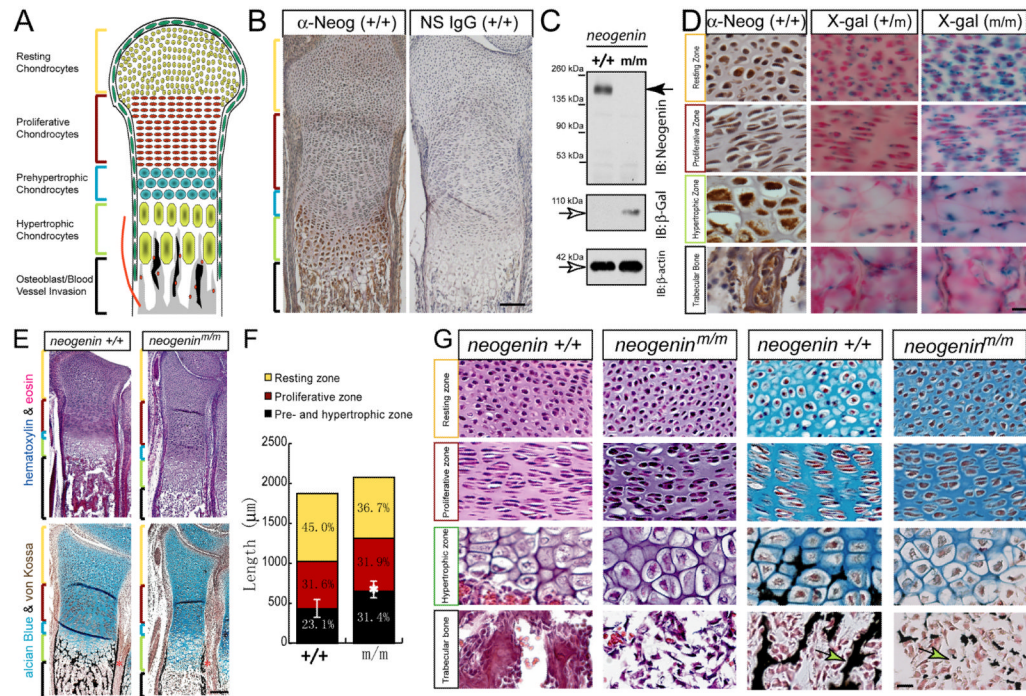 A
Resting
Chondrocytes
Proliferative
Chondrocytes
Prehypertrophic
Chondrocytes
Hypertrophic
Chondrocytes
Osteoblast/Blood
Vessel Invasion
B
α-Neog (+/+)
NS IgG (+/+)
C
neogenin
+/+
m/m
260 kDa
135 kDa
90 kDa
53 kDa
IB: Neogenin
110 kDa
IB: β-Gal
42 kDa
IB: β-actin
D
α-Neog (+/+)
X-gal (+/m)
X-gal (m/m)
Resting Zone
Proliferative Zone
Hypertrophic Zone
Trabecular Bone
E
neogenin +/+
neogenin m/m
hematoxylin & eosin
alcian Blue & von Kossa
F
Resting zone
Proliferative zone
Pre- and hypertrophic zone
Length (μm)
2500
2000
1500
1000
500
0
45.0%
31.6%
23.1%
36.7%
31.9%
31.4%
+/+
m/m
G
neogenin +/+
neogenin m/m
neogenin +/+
neogenin m/m
Resting zone
Proliferative zone
Hypertrophic zone
Trabecular bone